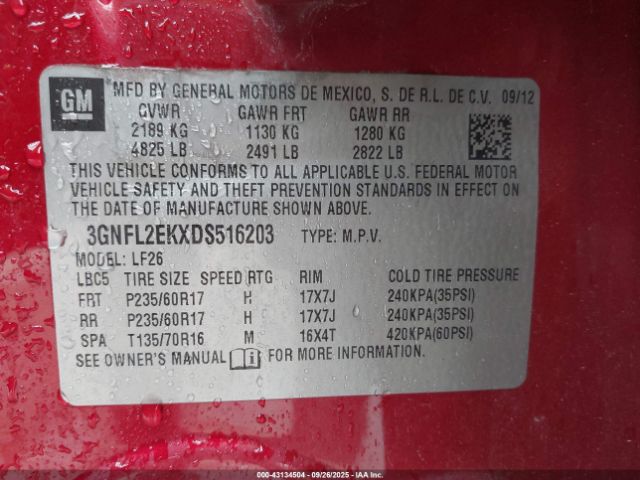 GM
MFD BY GENERAL MOTORS DE MEXICO, S. DE R.L. DE C.V. 09/12
GVWR GAWR FRT GAWR RR
2189 KG 1130 KG 1280 KG
4825 LB 2491 LB 2822 LB
THIS VEHICLE CONFORMS TO ALL APPLICABLE U.S. FEDERAL MOTOR
VEHICLE SAFETY AND THEFT PREVENTION STANDARDS IN EFFECT ON
THE DATE OF MANUFACTURE SHOWN ABOVE.
3GNFL2EKXDS516203 TYPE: M.P.V.
MODEL: LF26
LBC5 TIRE SIZE SPEED RTG RIM COLD TIRE PRESSURE
FRT P235/60R17 H 17X7J 240KPA(35PSI)
RR P235/60R17 H 17X7J 240KPA(35PSI)
SPA T135/70R16 M 16X4T 420KPA(60PSI)
SEE OWNER'S MANUAL FOR MORE INFORMATION.
000-43134504 - 09/26/2025 - IAAI.COM